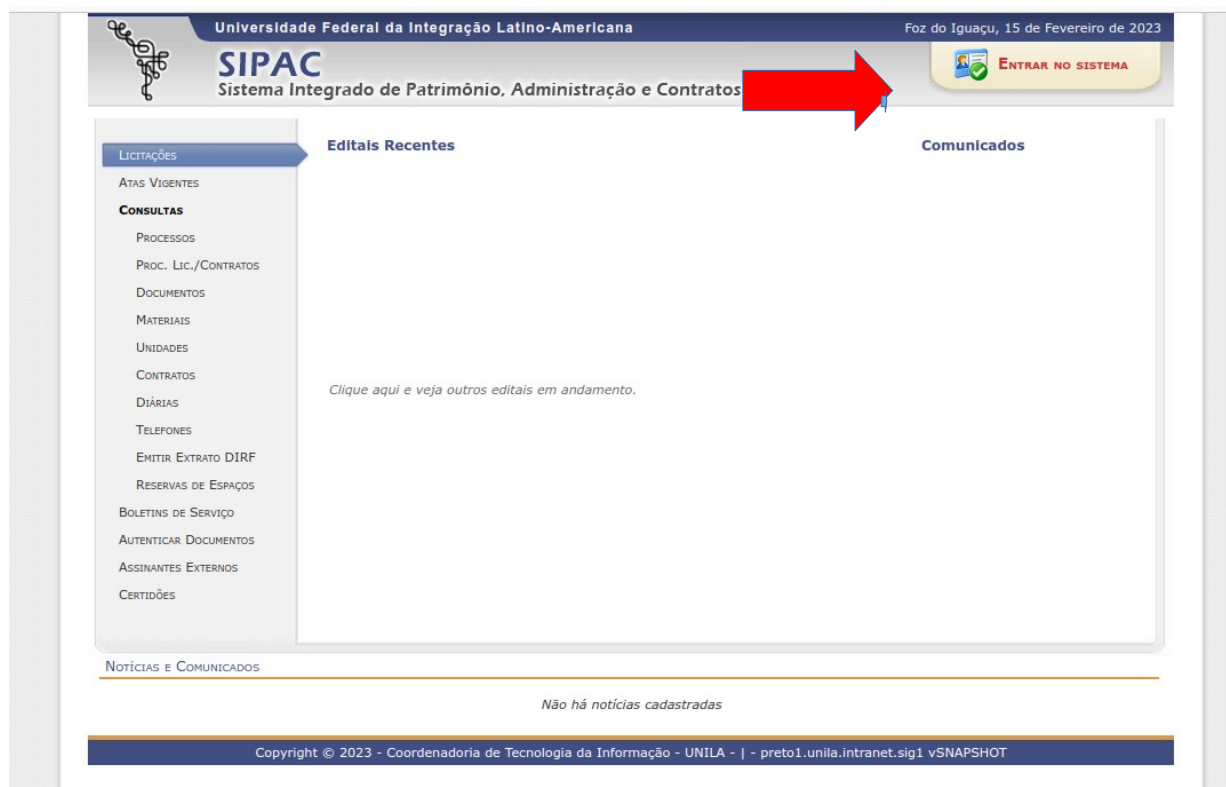 Universidade Federal da Integração Latino-Americana
Foz do Iguaçu, 15 de Fevereiro de 2023
SIPAC
Sistema Integrado de Patrimônio, Administração e Contratos
Entrar no sistema
Licitações
Atas Vigentes
Consultas
Processos
Proc. Lic./Contratos
Documentos
Materiais
Unidades
Contratos
Diárias
Telefones
Emitir Extrato DIRF
Reservas de Espaços
Boletins de Serviço
Autenticar Documentos
Assinantes Externos
Certidões
Editais Recentes
Clique aqui e veja outros editais em andamento.
Comunicados
Notícias e Comunicados
Não há notícias cadastradas
Copyright © 2023 - Coordenadoria de Tecnologia da Informação - UNILA - | - preto1.unila.intranet.sig1 vSNAPSHOT